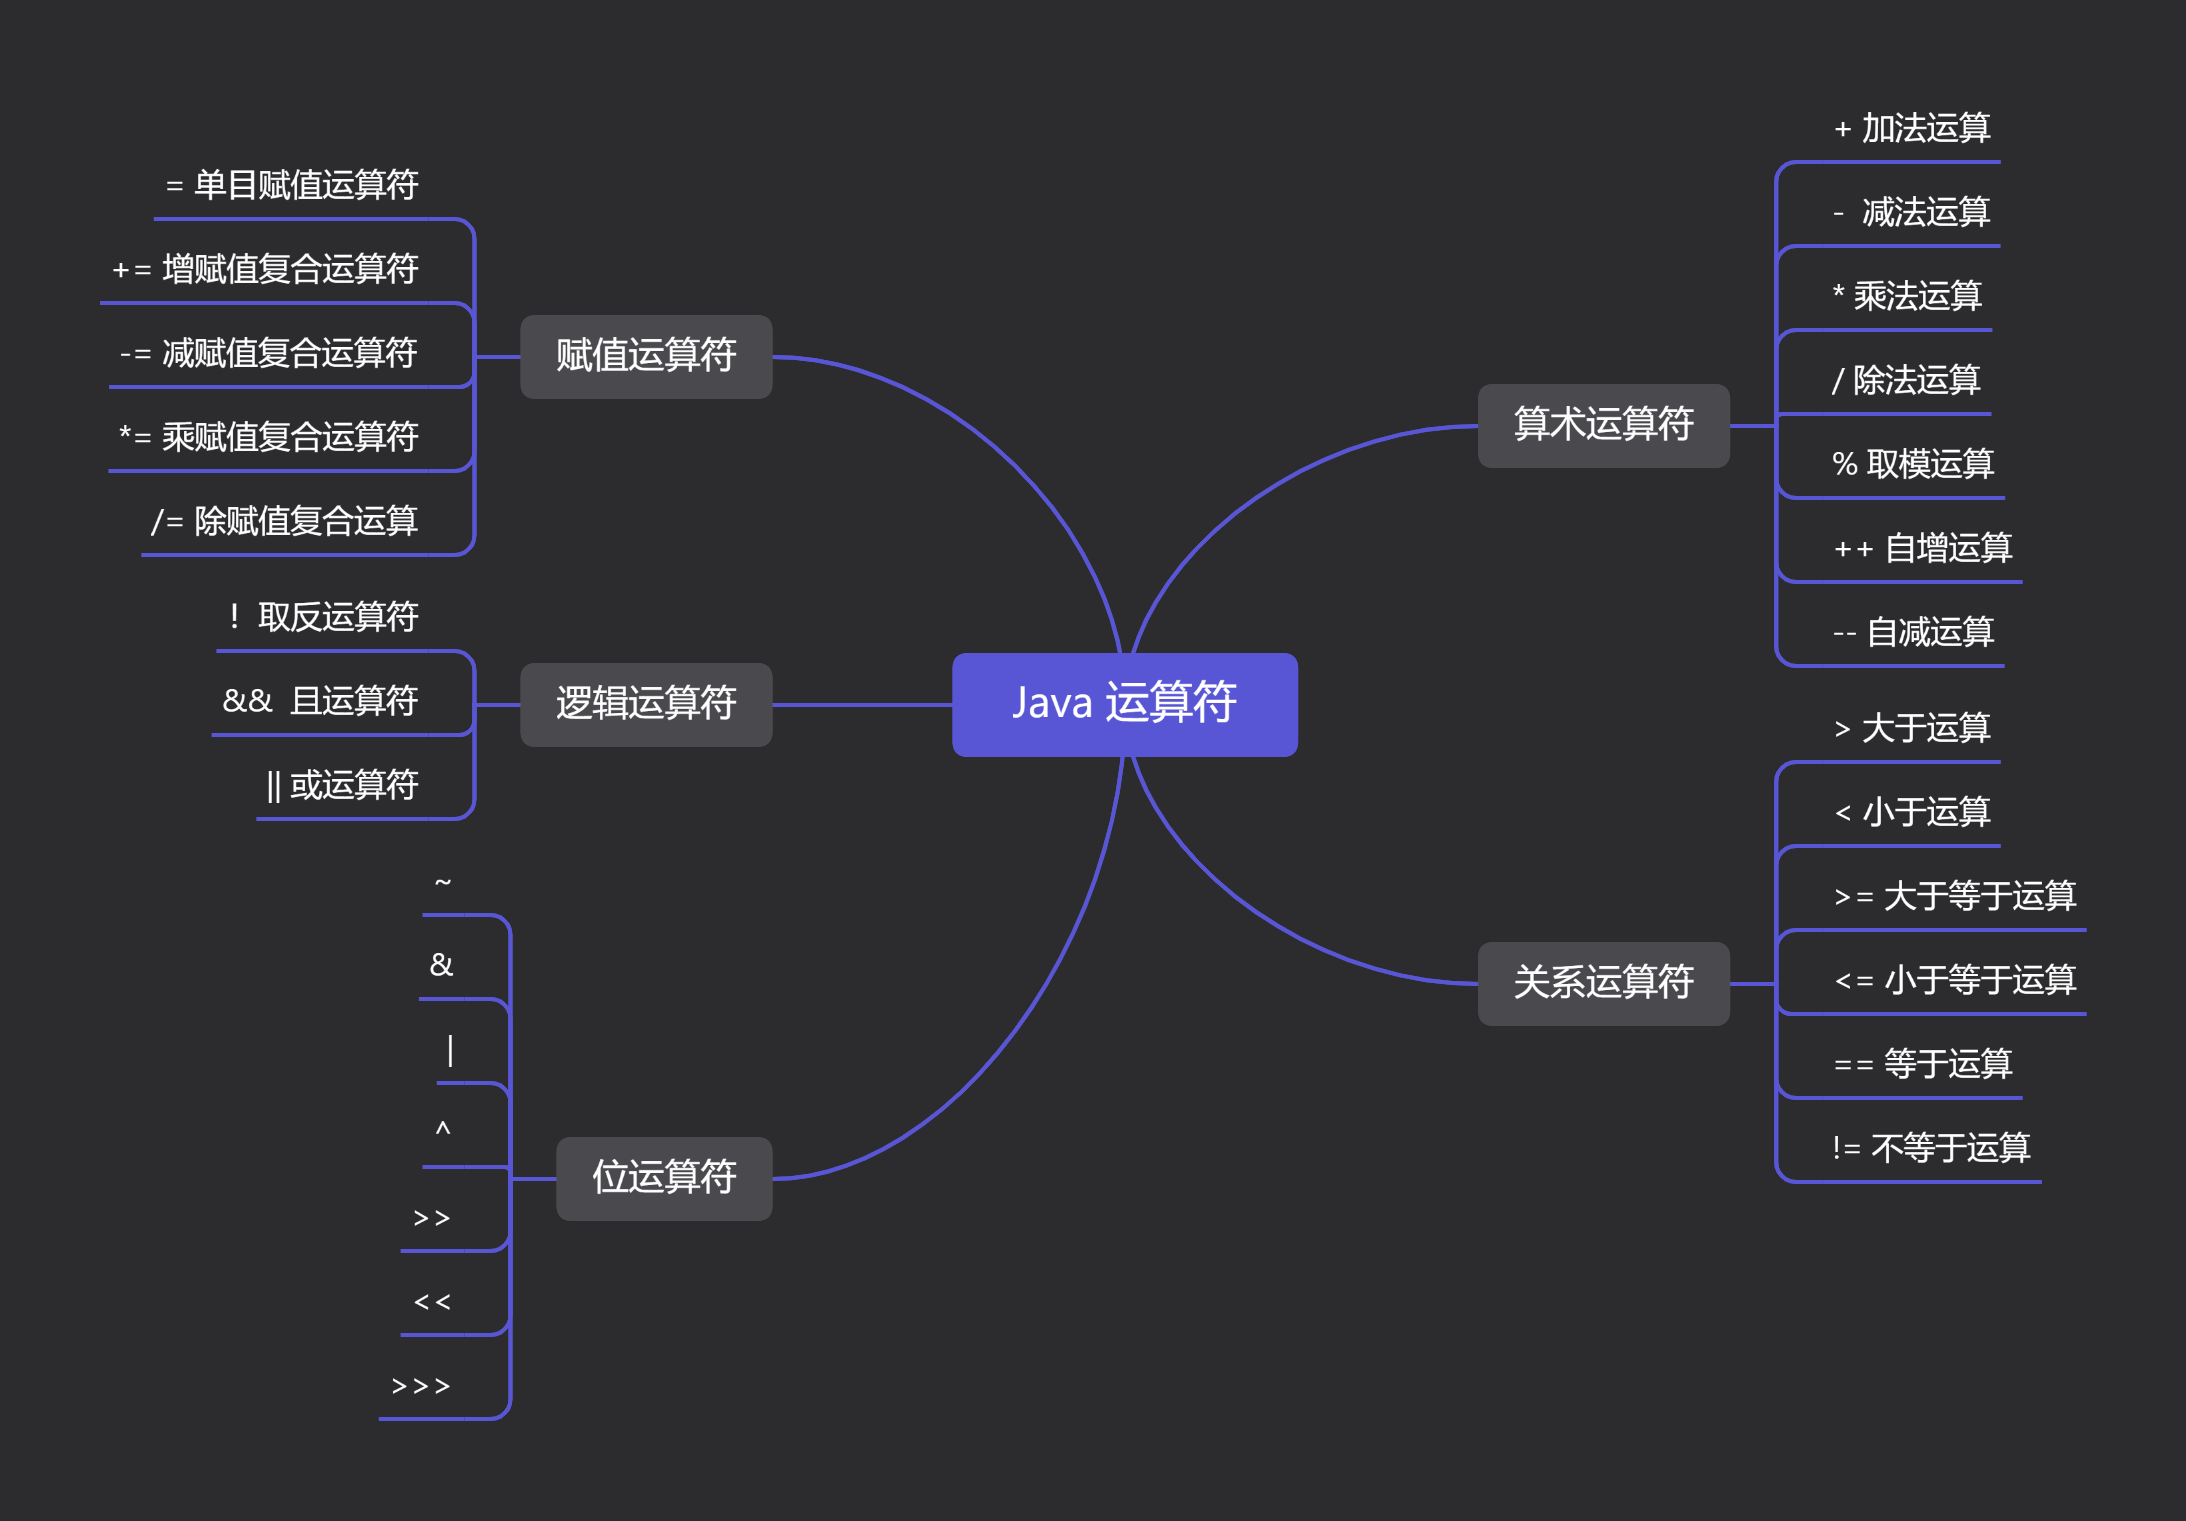 Java 运算符
赋值运算符
= 单目赋值运算符
+= 增赋值复合运算符
-= 减赋值复合运算符
*= 乘赋值复合运算符
/= 除赋值复合运算
逻辑运算符
! 取反运算符
&& 且运算符
|| 或运算符
位运算符
~
&
|
^
>>
<<
>>>
算术运算符
+ 加法运算
- 减法运算
* 乘法运算
/ 除法运算
% 取模运算
++ 自增运算
-- 自减运算
关系运算符
> 大于运算
< 小于运算
>= 大于等于运算
<= 小于等于运算
== 等于运算
!= 不等于运算